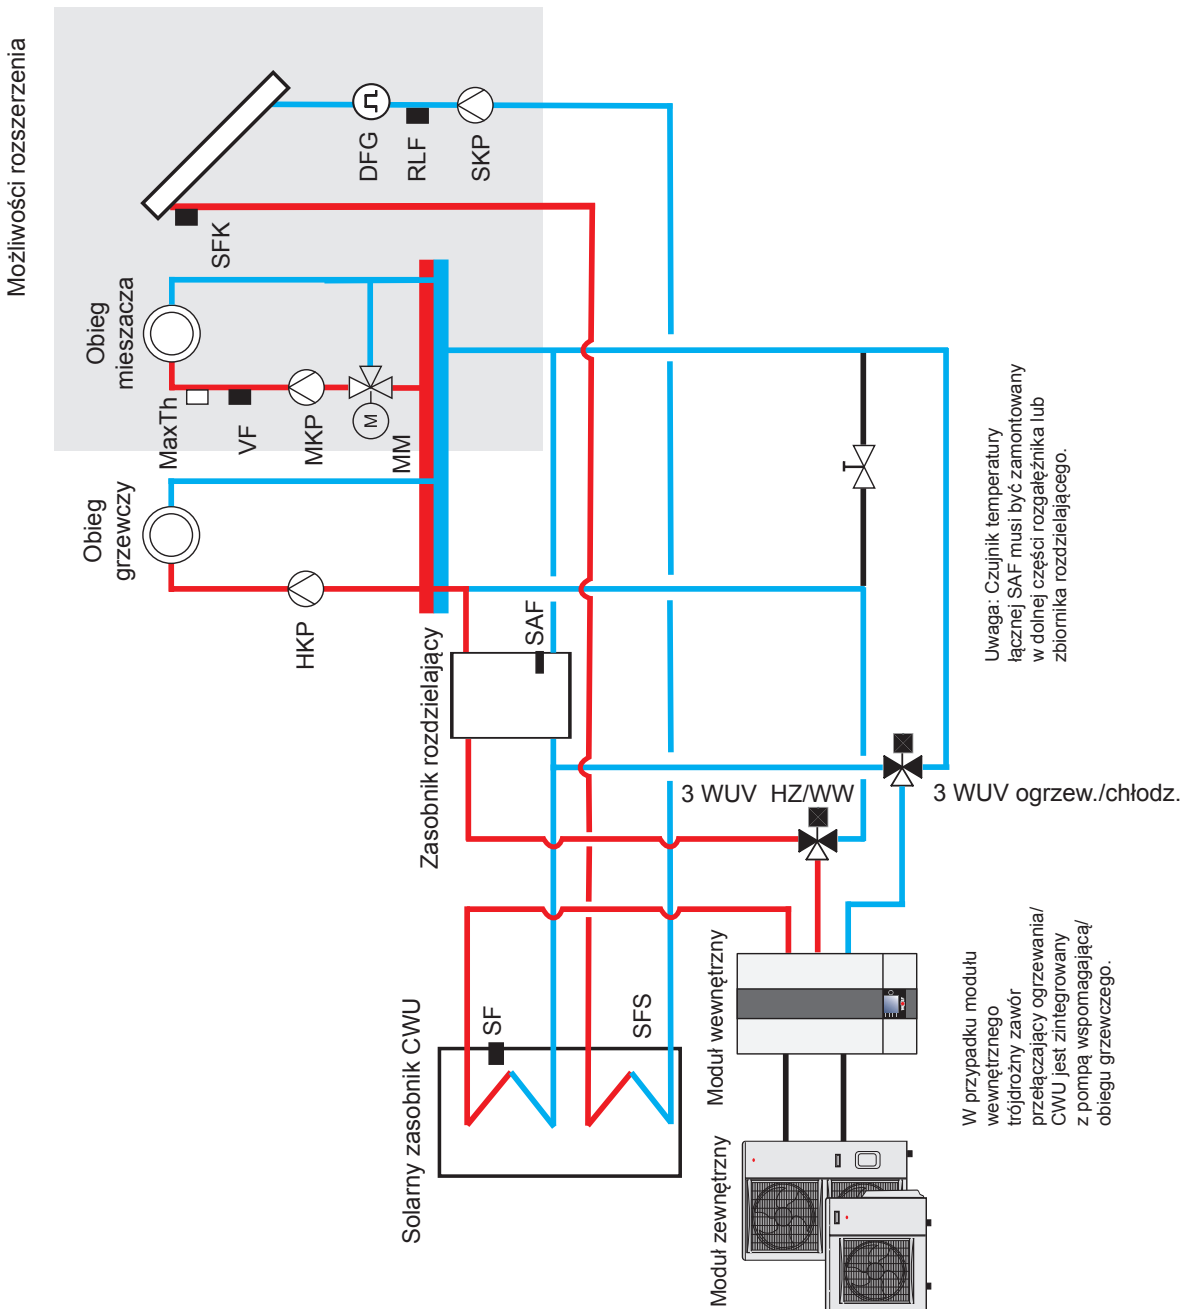 Możliwości rozszerzenia
DFG
RLF
SKP
SFK
Obieg
mieszacza
MaxTh
VF
MKP
MM
M
Obieg
grzewczy
HKP
Zasobnik rozdzielający
SAF
Uwaga: Czujnik temperatury
łącznej SAF musi być zamontowany
w dolnej części rozgałęźnika lub
zbiornika rozdzielającego.
3 WUV HZ/WW
3 WUV ogrzew./chłodz.
Solarny zasobnik CWU
SF
SFS
Moduł wewnętrzny
Moduł zewnętrzny
W przypadku modułu
wewnętrznego
trójdrożny zawór
przełączający ogrzewania/
CWU jest zintegrowany
z pompą wspomagającą/
obiegu grzewczego.